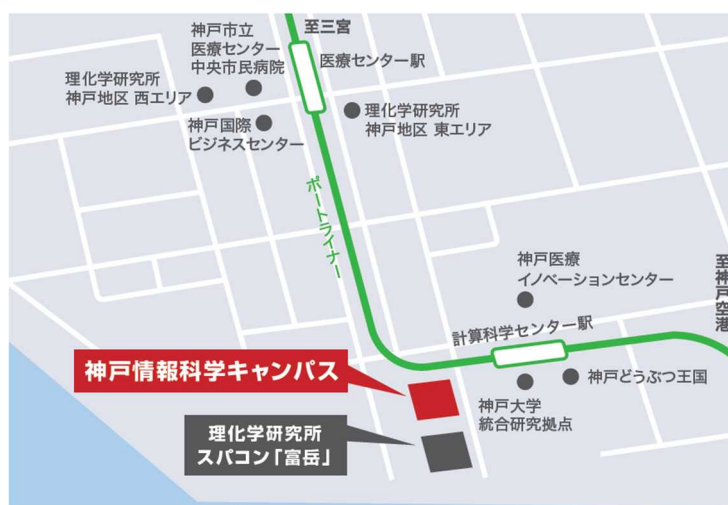 神戸市立
医療センター
中央市民病院
至三宮
医療センター駅
理化学研究所
神戸地区 西エリア
神戸国際
ビジネスセンター
理化学研究所
神戸地区 東エリア
ポートライナー
神戸医療
イノベーションセンター
至神戸空港
計算科学センター駅
神戸情報科学キャンパス
神戸どうぶつ王国
神戸大学
統合研究拠点
理化学研究所
スパコン「富岳」